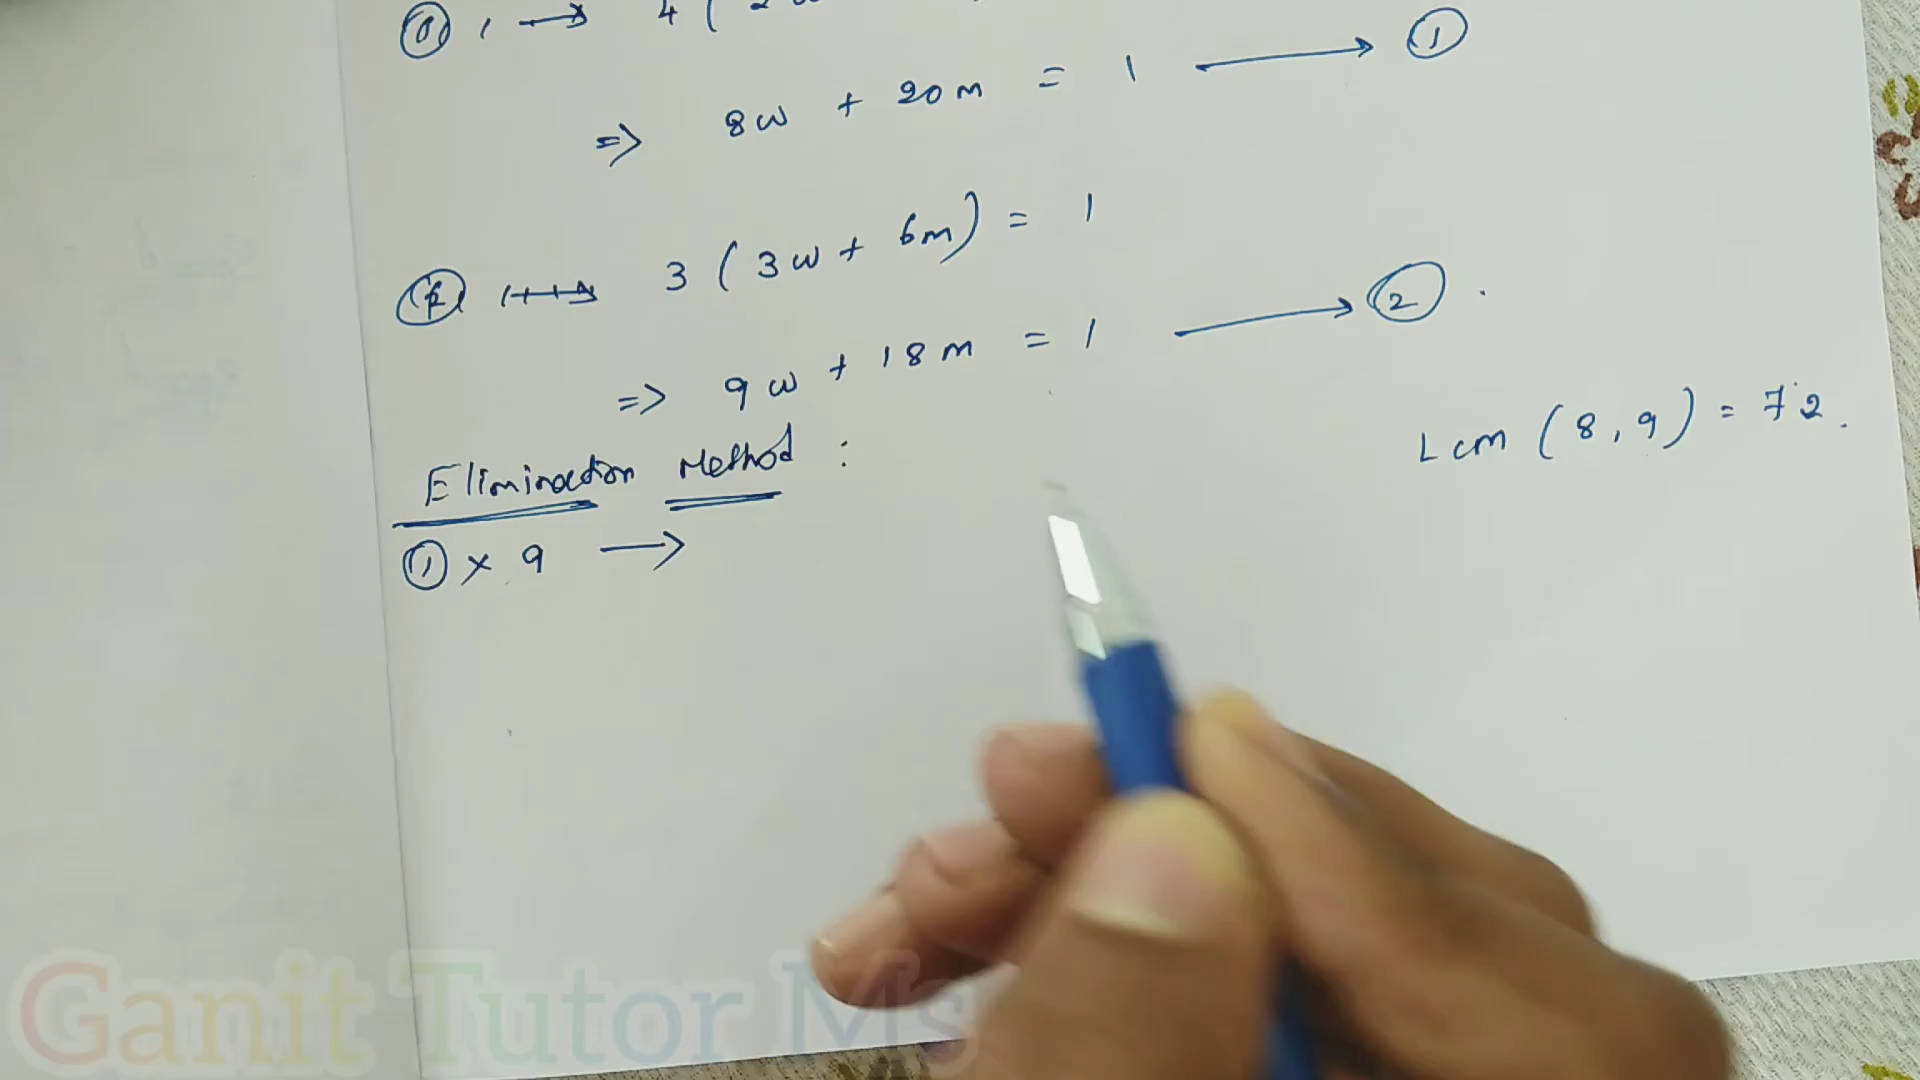 1 → 4 ( 2
⇒ 8w + 20m = 1 → ①
3 ( 3w + 6m ) = 1
⇒ 9w + 18m = 1 → ② .
Lcm ( 8 , 9 ) = 72 .
Elimination Method :
① × 9 →
Ganit Tutor Ms